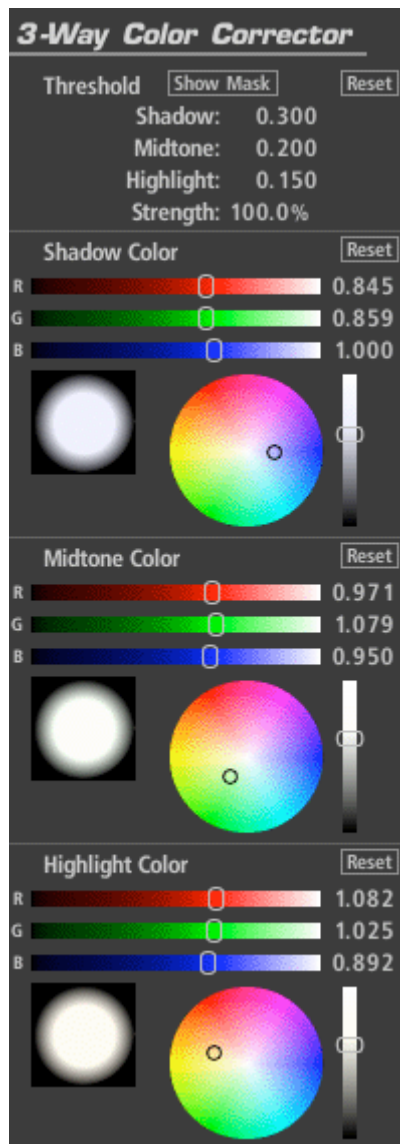 3-Way Color Corrector
Threshold Show Mask Reset
Shadow: 0.300
Midtone: 0.200
Highlight: 0.150
Strength: 100.0%
Shadow Color Reset
R 0.845
G 0.859
B 1.000
Midtone Color Reset
R 0.971
G 1.079
B 0.950
Highlight Color Reset
R 1.082
G 1.025
B 0.892